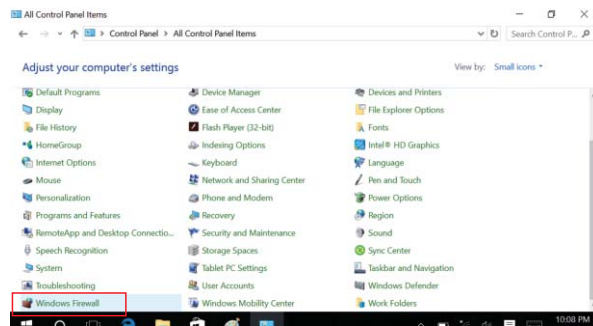 All Control Panel Items
Control Panel > All Control Panel Items
Search Control P...
Adjust your computer's settings
View by: Small icons
Default Programs
Device Manager
Devices and Printers
Display
Ease of Access Center
File Explorer Options
File History
Flash Player (32-bit)
Fonts
HomeGroup
Indexing Options
Intel® HD Graphics
Internet Options
Keyboard
Language
Mouse
Network and Sharing Center
Pen and Touch
Personalization
Phone and Modem
Power Options
Programs and Features
Recovery
Region
RemoteApp and Desktop Connectio...
Security and Maintenance
Sound
Speech Recognition
Storage Spaces
Sync Center
System
Tablet PC Settings
Taskbar and Navigation
Troubleshooting
User Accounts
Windows Defender
Windows Firewall
Windows Mobility Center
Work Folders
10:08 PM